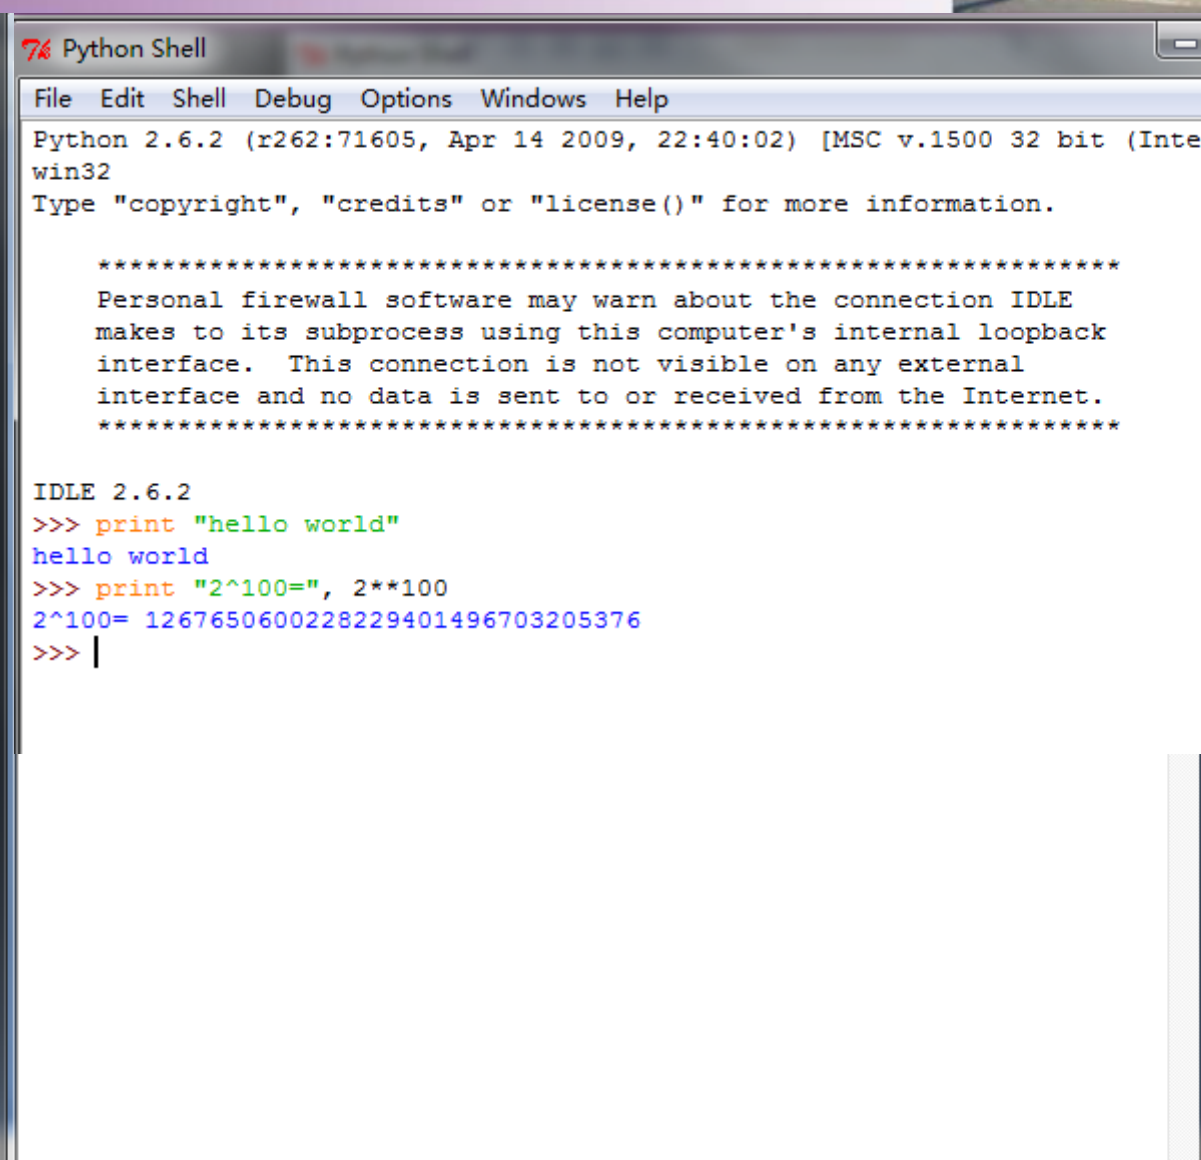 Python Shell
File Edit Shell Debug Options Windows Help
Python 2.6.2 (r262:71605, Apr 14 2009, 22:40:02) [MSC v.1500 32 bit (Inte
win32
Type "copyright", "credits" or "license()" for more information.
****************************************************************
Personal firewall software may warn about the connection IDLE
makes to its subprocess using this computer's internal loopback
interface.  This connection is not visible on any external
interface and no data is sent to or received from the Internet.
****************************************************************
IDLE 2.6.2
>>> print "hello world"
hello world
>>> print "2^100=", 2**100
2^100= 1267650600228229401496703205376
>>>